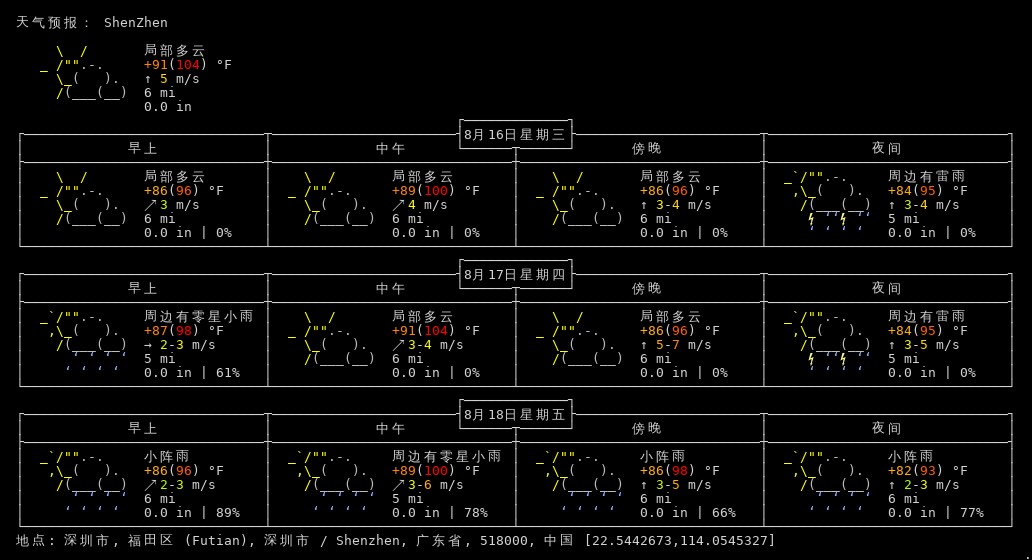 天气预报： ShenZhen
局部多云
+91(104) °F
↑ 5 m/s
6 mi
0.0 in
8月16日星期三
早上 中午 傍晚 夜间
局部多云 局部多云 局部多云 周边有雷雨
+86(96) °F +89(100) °F +86(96) °F +84(95) °F
↗ 3 m/s ↗ 4 m/s ↑ 3-4 m/s ↑ 3-4 m/s
6 mi 6 mi 6 mi 5 mi
0.0 in | 0% 0.0 in | 0% 0.0 in | 0% 0.0 in | 0%
8月17日星期四
早上 中午 傍晚 夜间
周边有零星小雨 局部多云 局部多云 周边有雷雨
+87(98) °F +91(104) °F +86(96) °F +84(95) °F
→ 2-3 m/s ↗ 3-4 m/s ↑ 5-7 m/s ↑ 3-5 m/s
5 mi 6 mi 6 mi 5 mi
0.0 in | 61% 0.0 in | 0% 0.0 in | 0% 0.0 in | 0%
8月18日星期五
早上 中午 傍晚 夜间
小阵雨 周边有零星小雨 小阵雨 小阵雨
+86(96) °F +89(100) °F +86(98) °F +82(93) °F
↗ 2-3 m/s ↗ 3-6 m/s ↑ 3-5 m/s ↑ 2-3 m/s
6 mi 5 mi 6 mi 6 mi
0.0 in | 89% 0.0 in | 78% 0.0 in | 66% 0.0 in | 77%
地点: 深圳市, 福田区 (Futian), 深圳市 / Shenzhen, 广东省, 518000, 中国 [22.5442673,114.0545327]